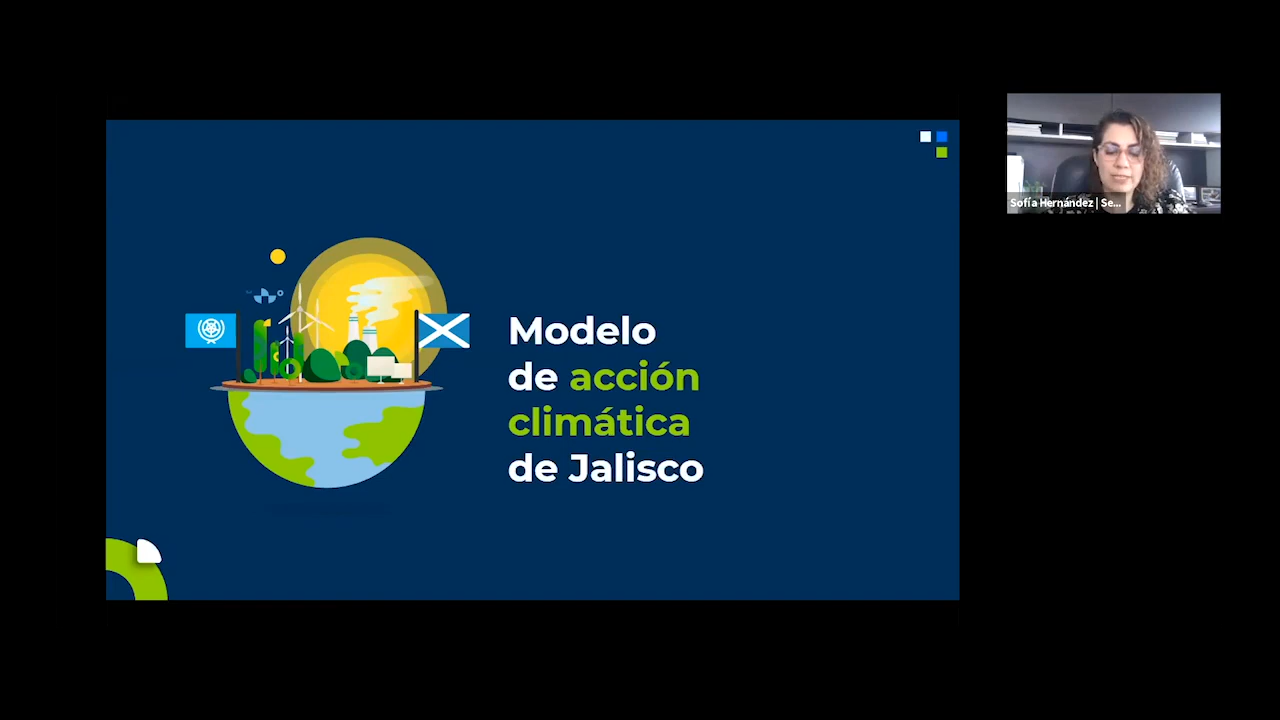 Modelo
de acción
climática
de Jalisco
Sofía Hernández | Se...